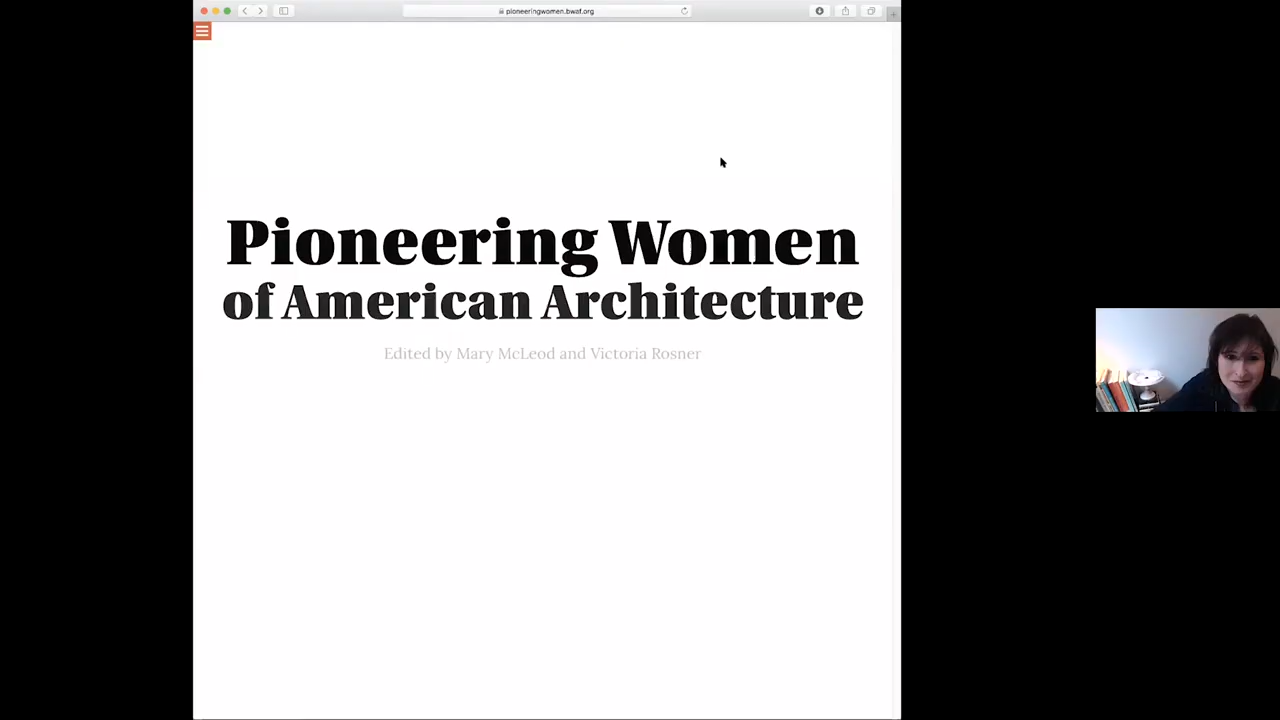 pioneeringwomen.bwaf.org
Pioneering Women
of American Architecture
Edited by Mary McLeod and Victoria Rosner